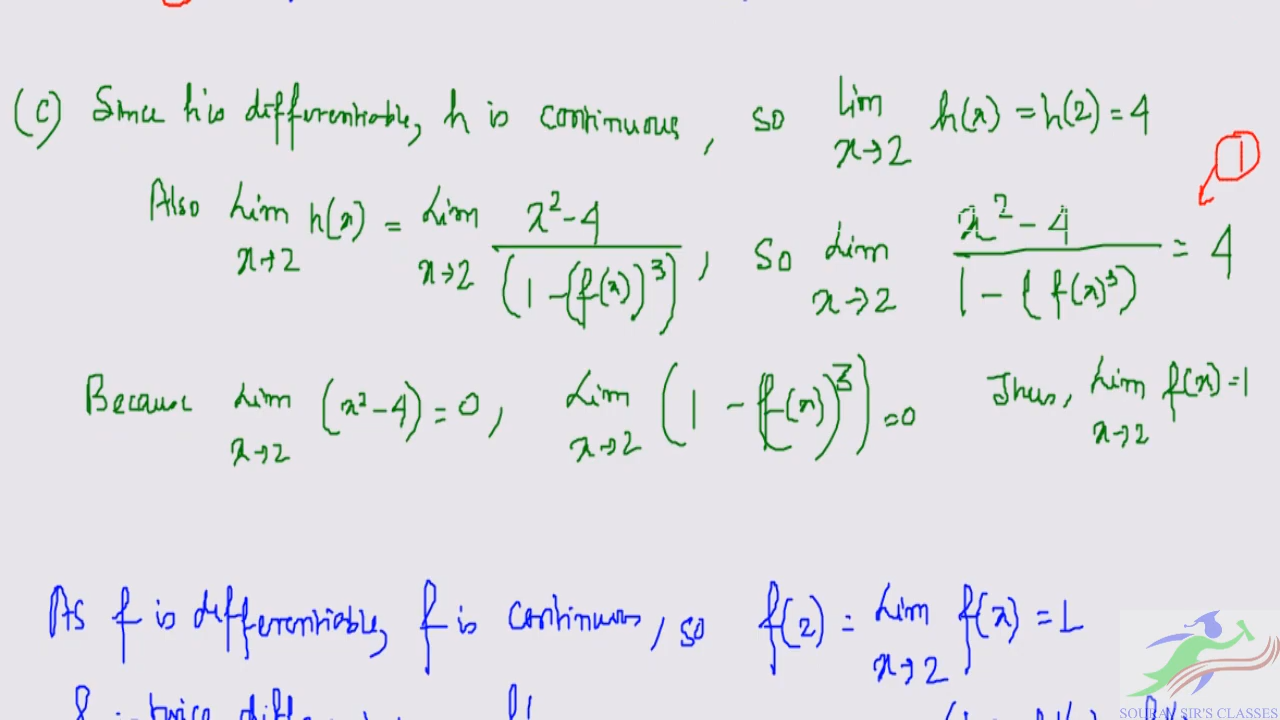 (c) Since h is differentiable, h is continuous, so lim x→2 h(x) = h(2) = 4
1
Also Lim x→2 h(x) = Lim x→2 x²-4 / (1-(f(x))³), so Lim x→2 x²-4 / 1-(f(x)³) = 4
Because Lim x→2 (x²-4) = 0, Lim x→2 (1-(f(x))³) = 0 Thus, Lim x→2 f(x) = 1
As f is differentiable, f is continuous, so f(2) = Lim x→2 f(x) = 1
SOURAV SIR'S CLASSES